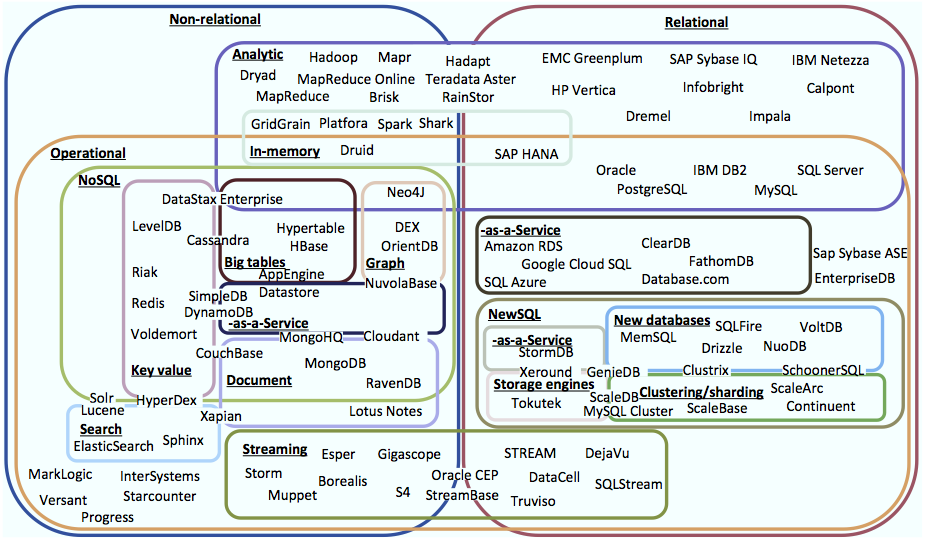 Non-relational
Relational
Analytic
Hadoop
Mapr
Hadapt
EMC Greenplum
SAP Sybase IQ
IBM Netezza
Dryad
MapReduce Online
Teradata Aster
MapReduce
Brisk
RainStor
HP Vertica
Infobright
Calpont
Dremel
Impala
GridGrain
Platfora
Spark
Shark
In-memory
Druid
SAP HANA
Operational
Oracle
IBM DB2
SQL Server
PostgreSQL
MySQL
NoSQL
DataStax Enterprise
Neo4J
LevelDB
Cassandra
Hypertable
HBase
DEX
OrientDB
Big tables
Graph
Riak
AppEngine
Datastore
NuvolaBase
Redis
SimpleDB
DynamoDB
Voldemort
-as-a-Service
MongoHQ
Cloudant
CouchBase
MongoDB
Key value
Document
RavenDB
Solr
HyperDex
Lucene
Xapian
Lotus Notes
Search
ElasticSearch
Sphinx
-as-a-Service
Amazon RDS
ClearDB
Google Cloud SQL
FathomDB
SQL Azure
Database.com
Sap Sybase ASE
EnterpriseDB
NewSQL
-as-a-Service
StormDB
New databases
MemSQL
SQLFire
VoltDB
Drizzle
NuoDB
Xeround
GenieDB
Clustrix
SchoonerSQL
Storage engines
Tokutek
ScaleDB
Clustering/sharding
ScaleArc
MySQL Cluster
ScaleBase
Continuent
Streaming
Esper
Gigascope
STREAM
DejaVu
Storm
Borealis
Oracle CEP
DataCell
SQLStream
Muppet
S4
StreamBase
Truviso
MarkLogic
InterSystems
Versant
Starcounter
Progress